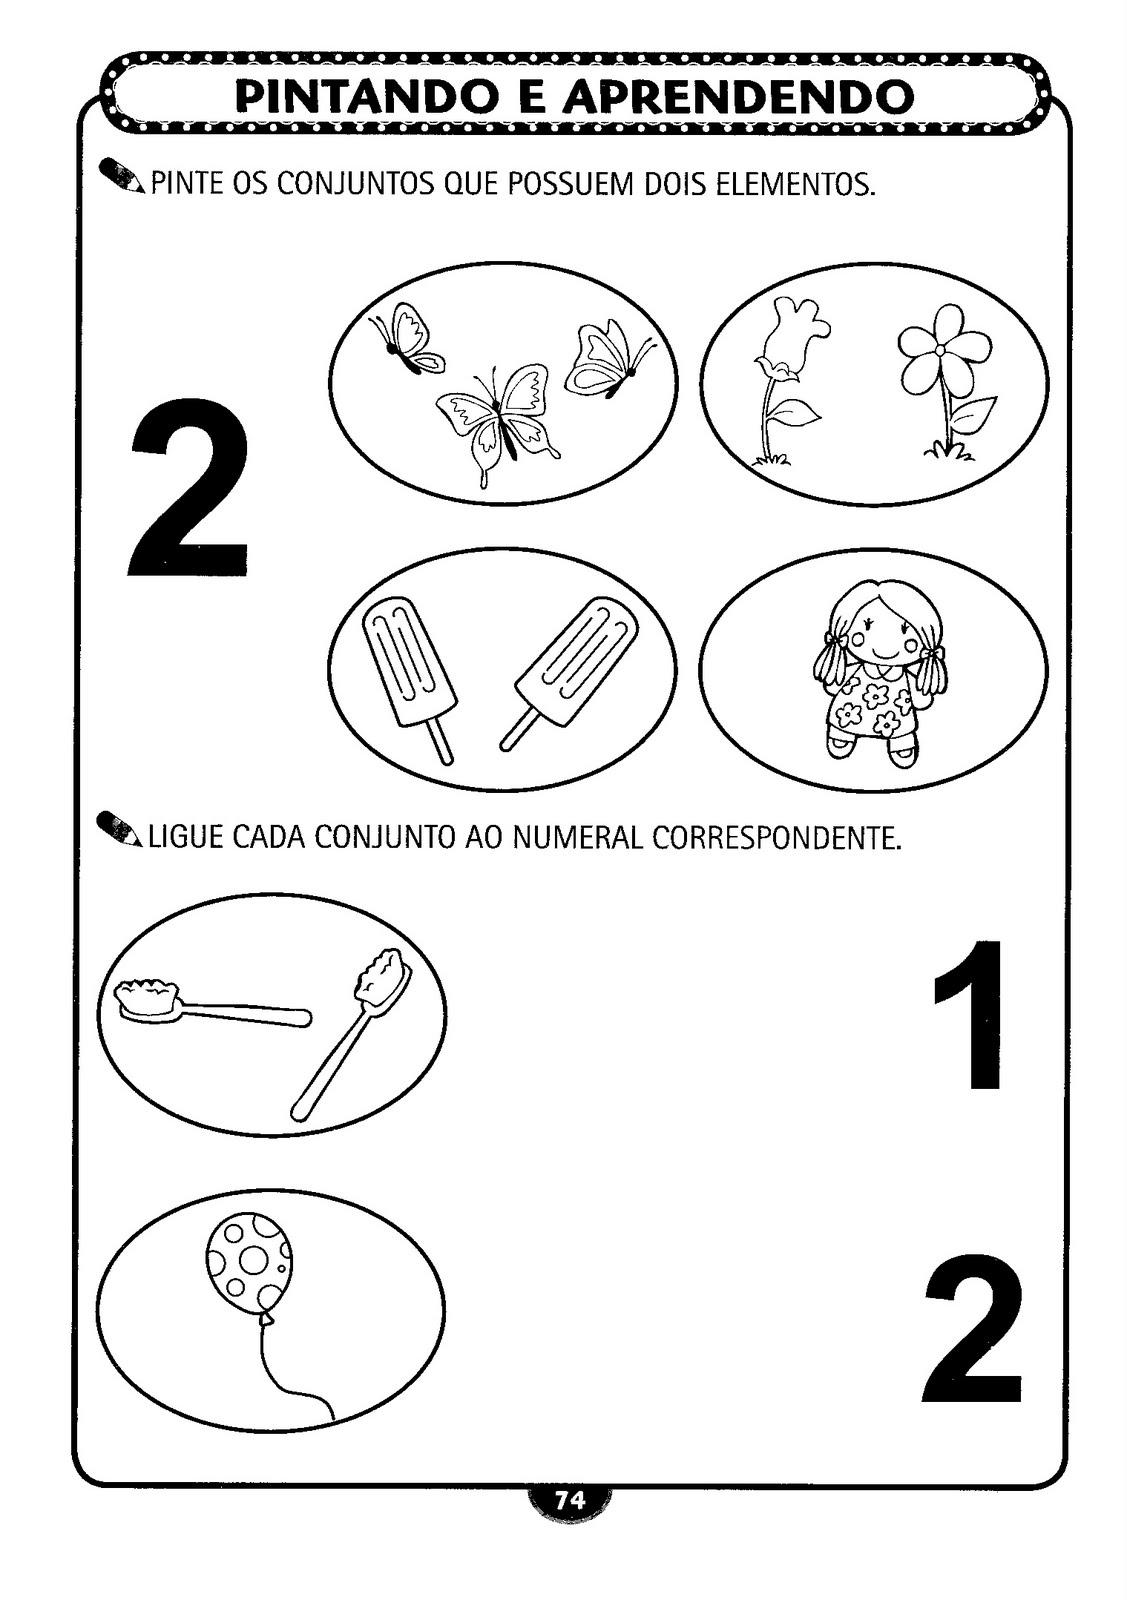 PINTANDO E APRENDENDO
PINTE OS CONJUNTOS QUE POSSUEM DOIS ELEMENTOS.
2
LIGUE CADA CONJUNTO AO NUMERAL CORRESPONDENTE.
1
2
74